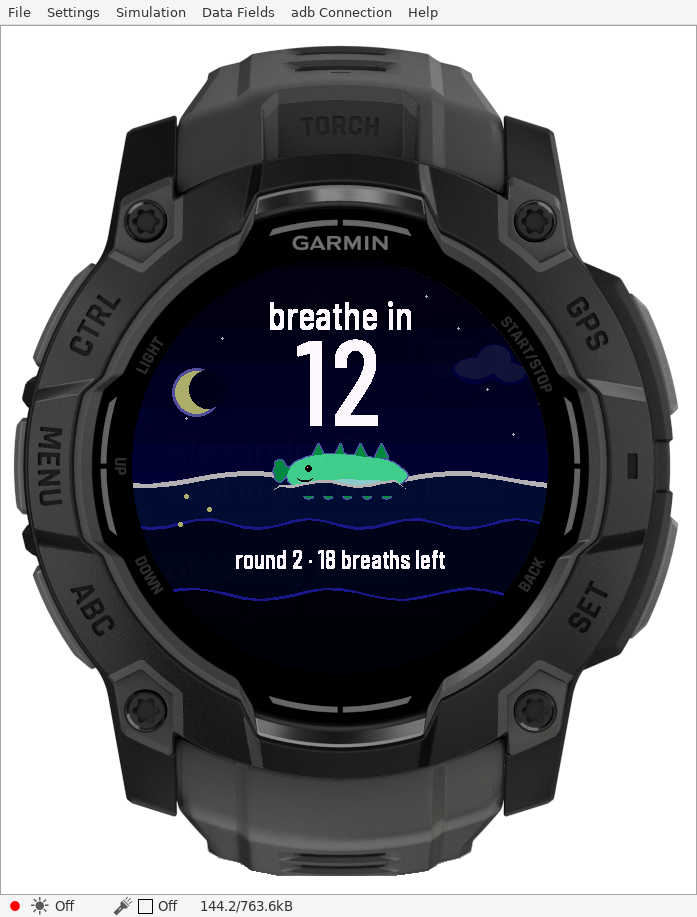 File Settings Simulation Data Fields adb Connection Help
TORCH
GARMIN
CTRL
GPS
LIGHT
START/STOP
breathe in
12
MENU
UP
round 2 · 18 breaths left
DOWN
BACK
ABC
SET
Off
Off
144.2/763.6kB